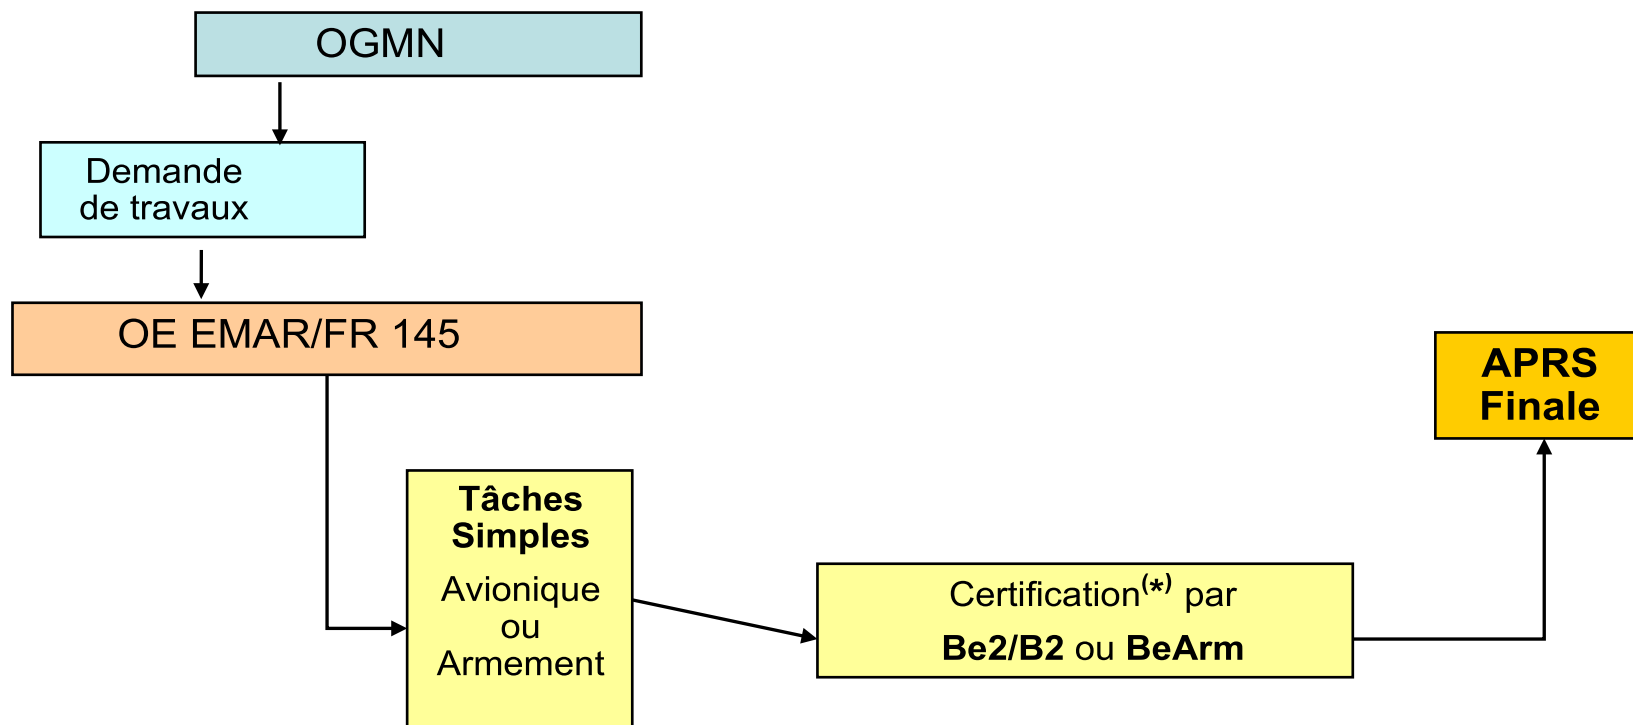 OGMN
Demande
de travaux
OE EMAR/FR 145
APRS
Finale
Tâches
Simples
Avionique
ou
Armement
Certification(*) par
Be2/B2 ou BeArm